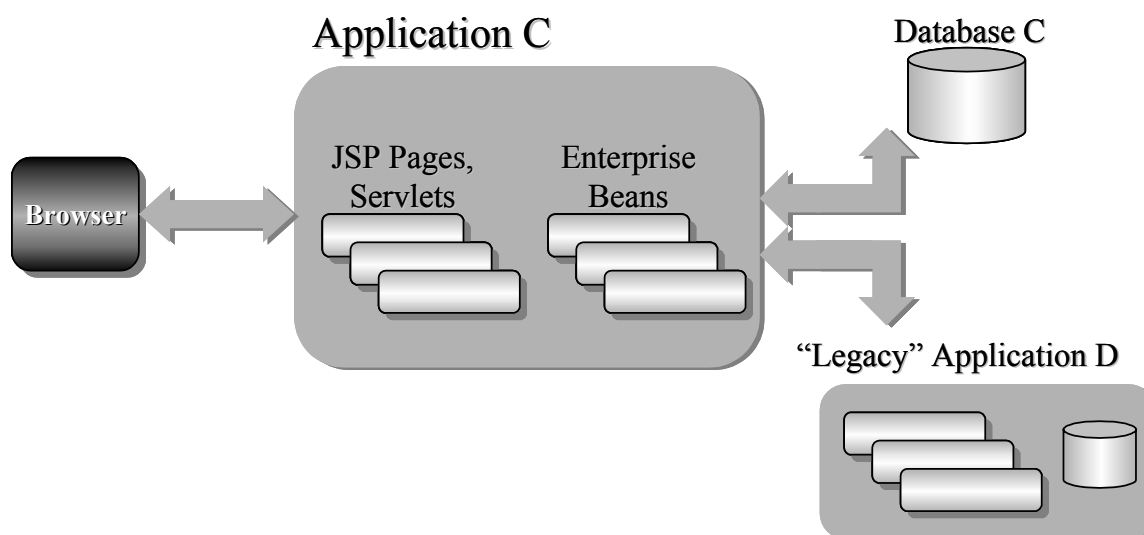 Application C
Database C
JSP Pages,
Servlets
Enterprise
Beans
Browser
“Legacy” Application D